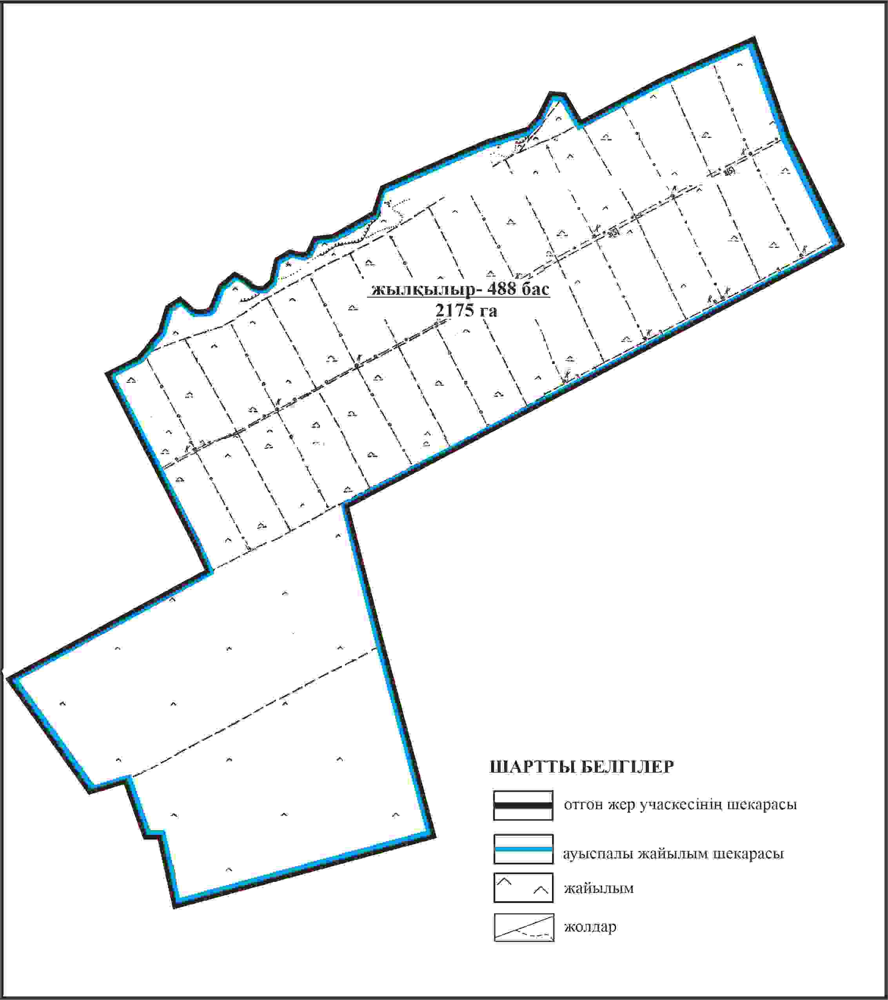 жылқылыр- 488 бас
2175 га
ШАРТТЫ БЕЛГІЛЕР
отгон жер учаскесінің шекарасы
ауыспалы жайылым шекарасы
жайылым
жолдар